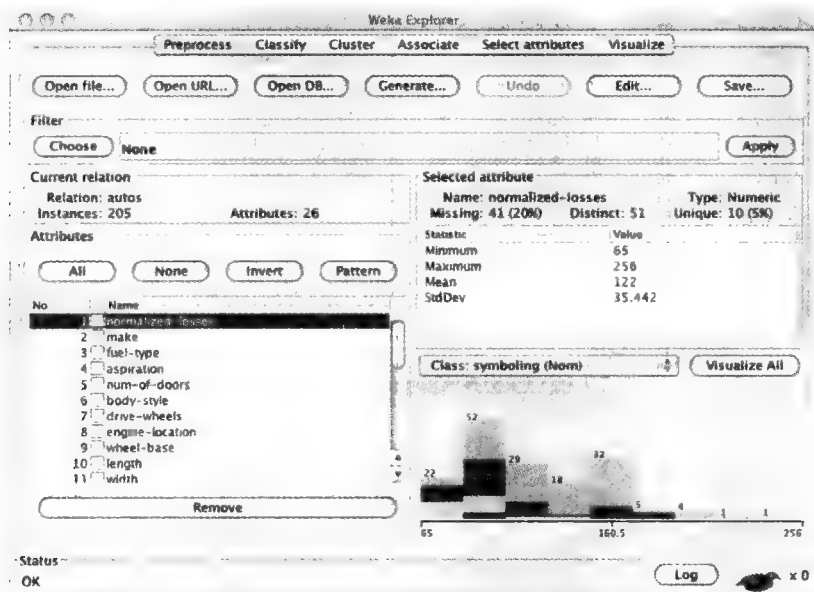 Weka Explorer
Preprocess Classify Cluster Associate Select attributes Visualize
Open file... Open URL... Open DB... Generate... Undo Edit... Save...
Filter
Choose None Apply
Current relation
Relation: autos
Instances: 205 Attributes: 26
Attributes
All None Invert Pattern
No Name
1 normalized-losses
2 make
3 fuel-type
4 aspiration
5 num-of-doors
6 body-style
7 drive-wheels
8 engine-location
9 wheel-base
10 length
11 width
Remove
Selected attribute
Name: normalized-losses Type: Numeric
Missing: 41 (20%) Distinct: 51 Unique: 10 (5%)
Statistic Value
Minimum 65
Maximum 256
Mean 122
StdDev 35.442
Class: symboling (Nom) Visualize All
22 52 29 18 32 5 4 1 1
65 160.5 256
Status
OK
Log x 0